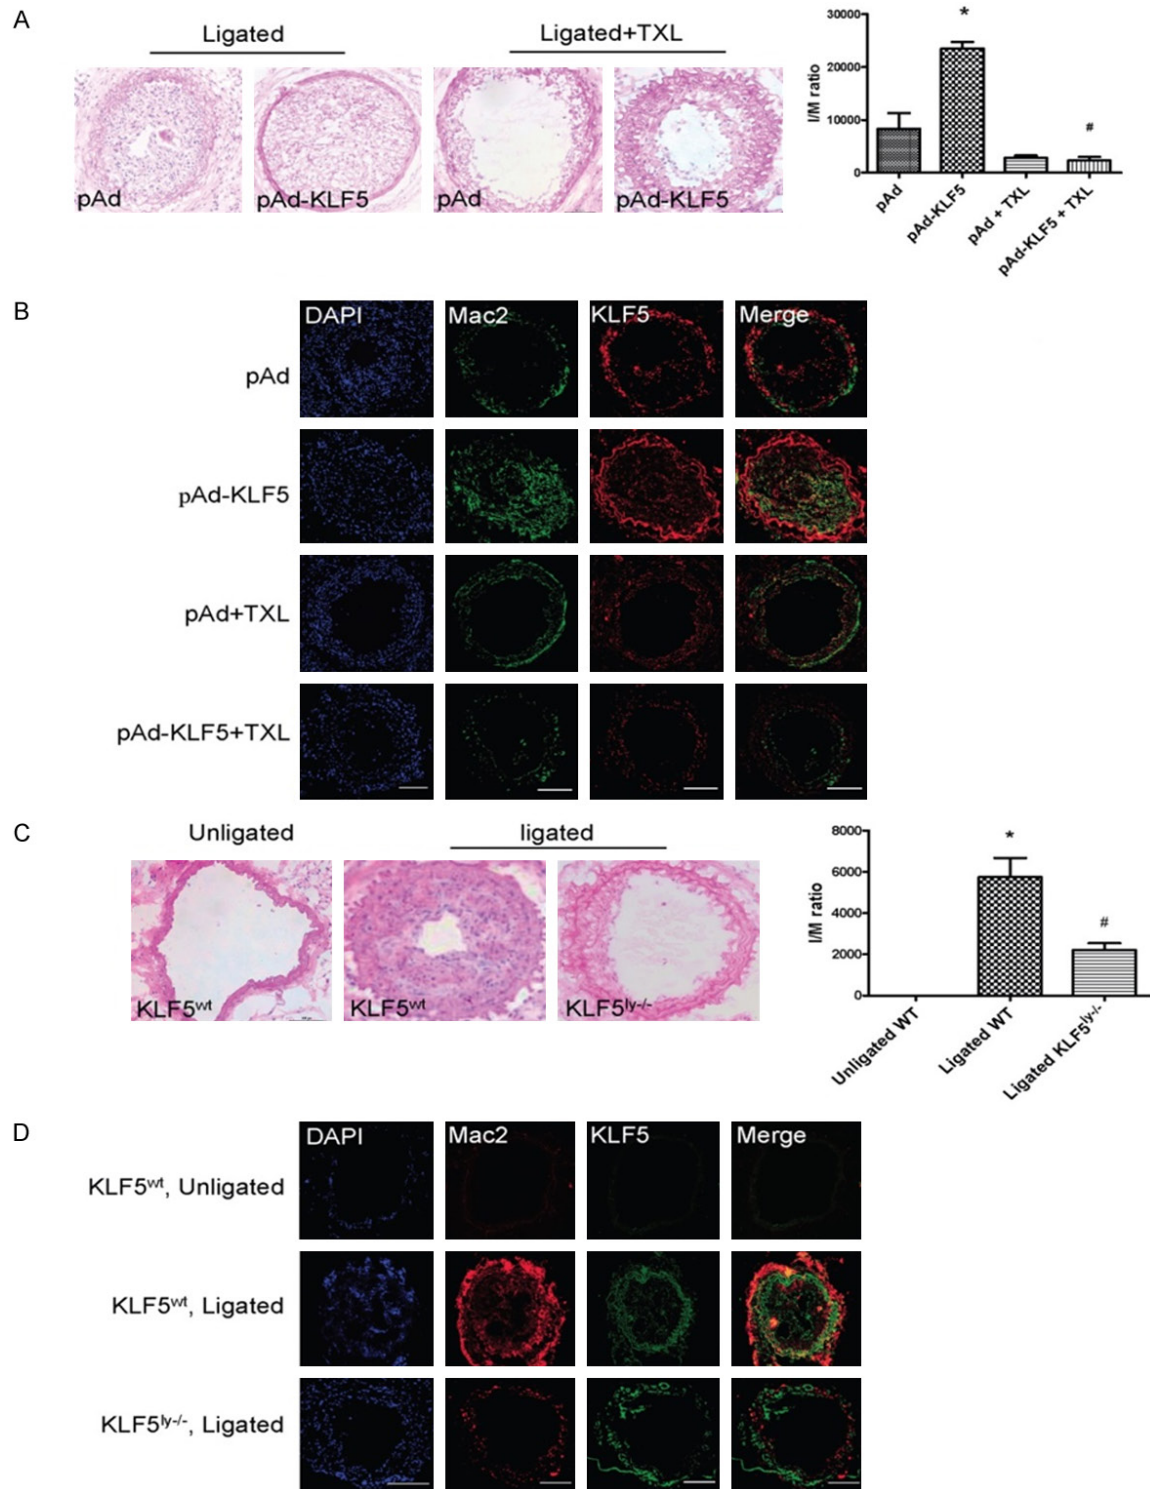 A
Ligated
Ligated+TXL
pAd
pAd-KLF5
pAd
pAd-KLF5
I/M ratio
30000
20000
10000
0
*
#
pAd
pAd-KLF5
pAd + TXL
pAd-KLF5 + TXL
B
DAPI
Mac2
KLF5
Merge
pAd
pAd-KLF5
pAd+TXL
pAd-KLF5+TXL
C
Unligated
ligated
KLF5wt
KLF5wt
KLF5ly-/-
I/M ratio
8000
6000
4000
2000
0
*
#
Unligated WT
Ligated WT
Ligated KLF5ly-/-
D
DAPI
Mac2
KLF5
Merge
KLF5wt, Unligated
KLF5wt, Ligated
KLF5ly-/-, Ligated